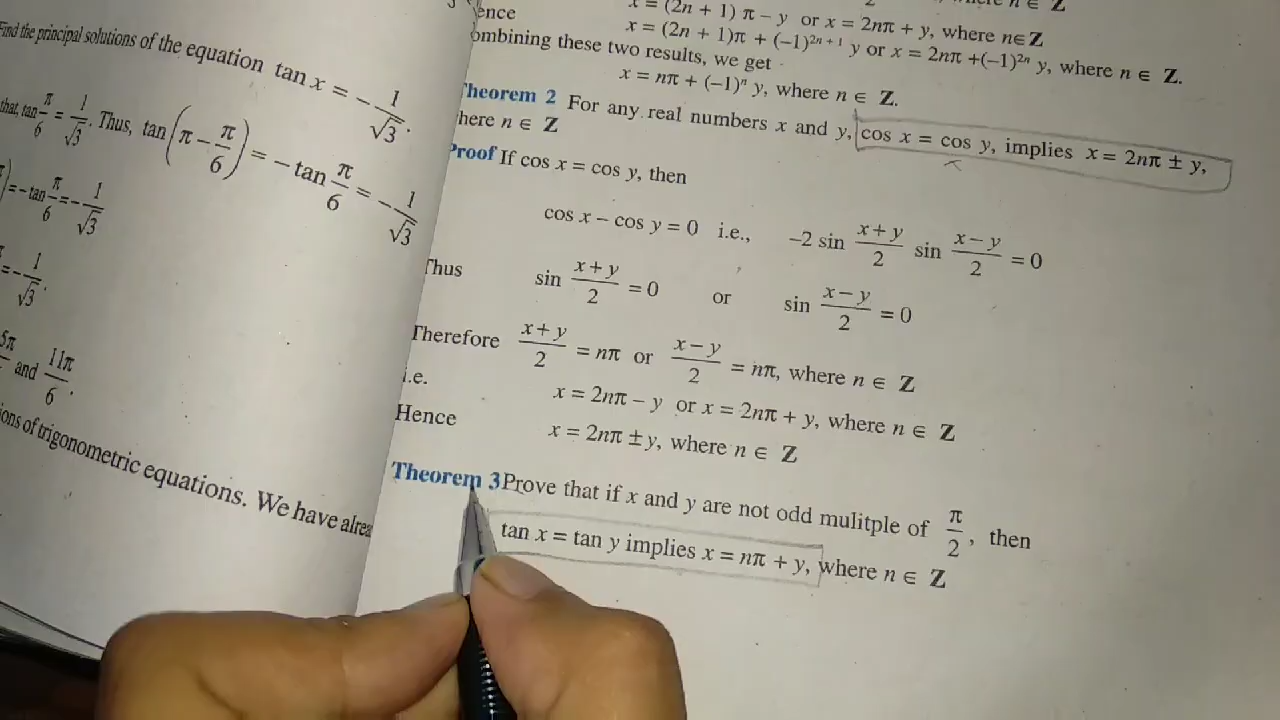 Find the principal solutions of the equation tan x = – 1/√3.
that, tan π/6 = 1/√3. Thus, tan(π – π/6) = – tan π/6 = – 1/√3
= – tan π/6 = – 1/√3
= – 1/√3.
5π and 11π/6.
ions of trigonometric equations. We have alrea
x = (2n + 1) π – y or x = 2nπ + y, where n∈Z
x = (2n + 1)π + (–1)²ⁿ⁺¹ y or x = 2nπ +(–1)²ⁿ y, where n ∈ Z.
ombining these two results, we get
x = nπ + (–1)ⁿ y, where n ∈ Z.
Theorem 2 For any real numbers x and y, cos x = cos y, implies x = 2nπ ± y,
here n ∈ Z
Proof If cos x = cos y, then
cos x – cos y = 0 i.e., –2 sin (x+y)/2 sin (x–y)/2 = 0
Thus sin (x+y)/2 = 0 or sin (x–y)/2 = 0
Therefore (x+y)/2 = nπ or (x–y)/2 = nπ, where n ∈ Z
i.e. x = 2nπ – y or x = 2nπ + y, where n ∈ Z
Hence x = 2nπ ± y, where n ∈ Z
Theorem 3 Prove that if x and y are not odd mulitple of π/2, then
tan x = tan y implies x = nπ + y, where n ∈ Z